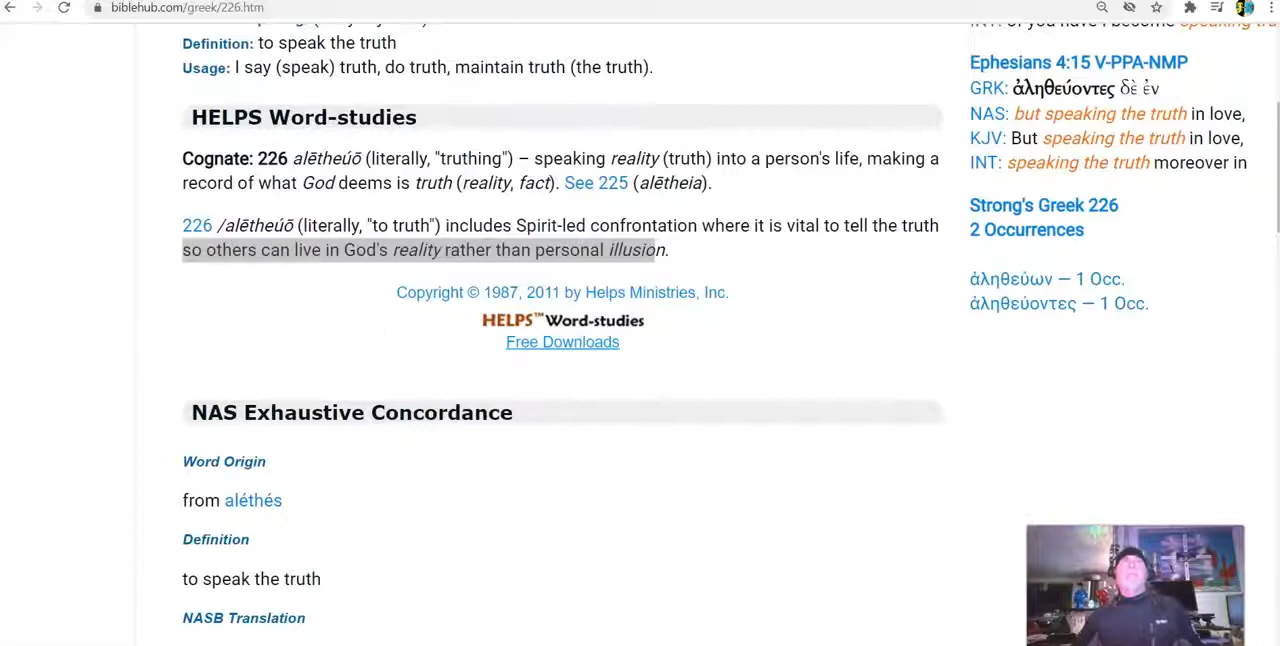 biblehub.com/greek/226.htm
Definition: to speak the truth
Usage: I say (speak) truth, do truth, maintain truth (the truth).
HELPS Word-studies
Cognate: 226 alētheúō (literally, "truthing") – speaking reality (truth) into a person's life, making a
record of what God deems is truth (reality, fact). See 225 (alētheia).
226 /alētheúō (literally, "to truth") includes Spirit-led confrontation where it is vital to tell the truth
so others can live in God's reality rather than personal illusion.
Copyright © 1987, 2011 by Helps Ministries, Inc.
HELPS™Word-studies
Free Downloads
NAS Exhaustive Concordance
Word Origin
from aléthés
Definition
to speak the truth
NASB Translation
Ephesians 4:15 V-PPA-NMP
GRK: ἀληθεύοντες δὲ ἐν
NAS: but speaking the truth in love,
KJV: But speaking the truth in love,
INT: speaking the truth moreover in
Strong's Greek 226
2 Occurrences
ἀληθεύων — 1 Occ.
ἀληθεύοντες — 1 Occ.